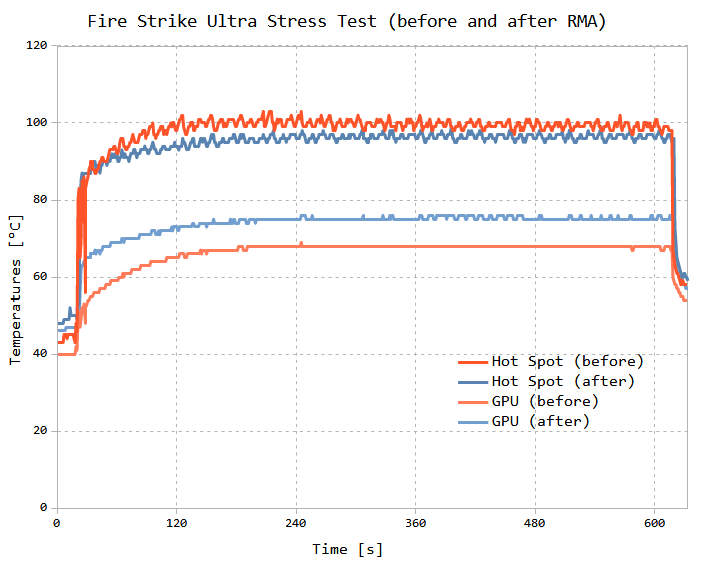 Fire Strike Ultra Stress Test (before and after RMA)
120
100
80
60
40
20
0
Temperatures [°C]
Hot Spot (before)
Hot Spot (after)
GPU (before)
GPU (after)
0 120 240 360 480 600
Time [s]